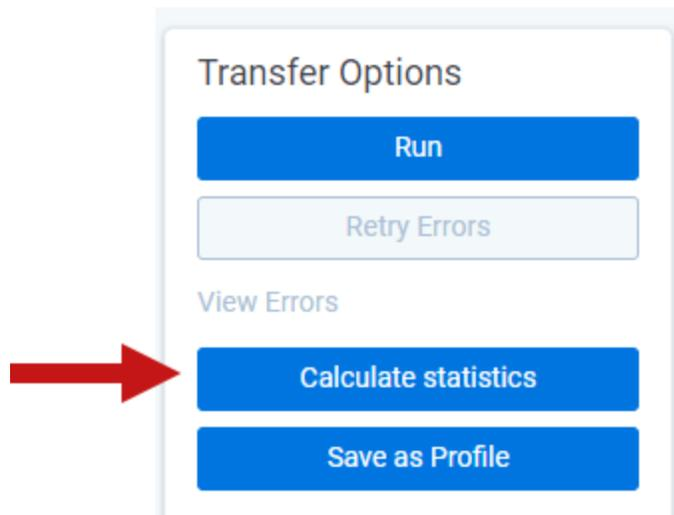 Transfer Options
Run
Retry Errors
View Errors
Calculate statistics
Save as Profile